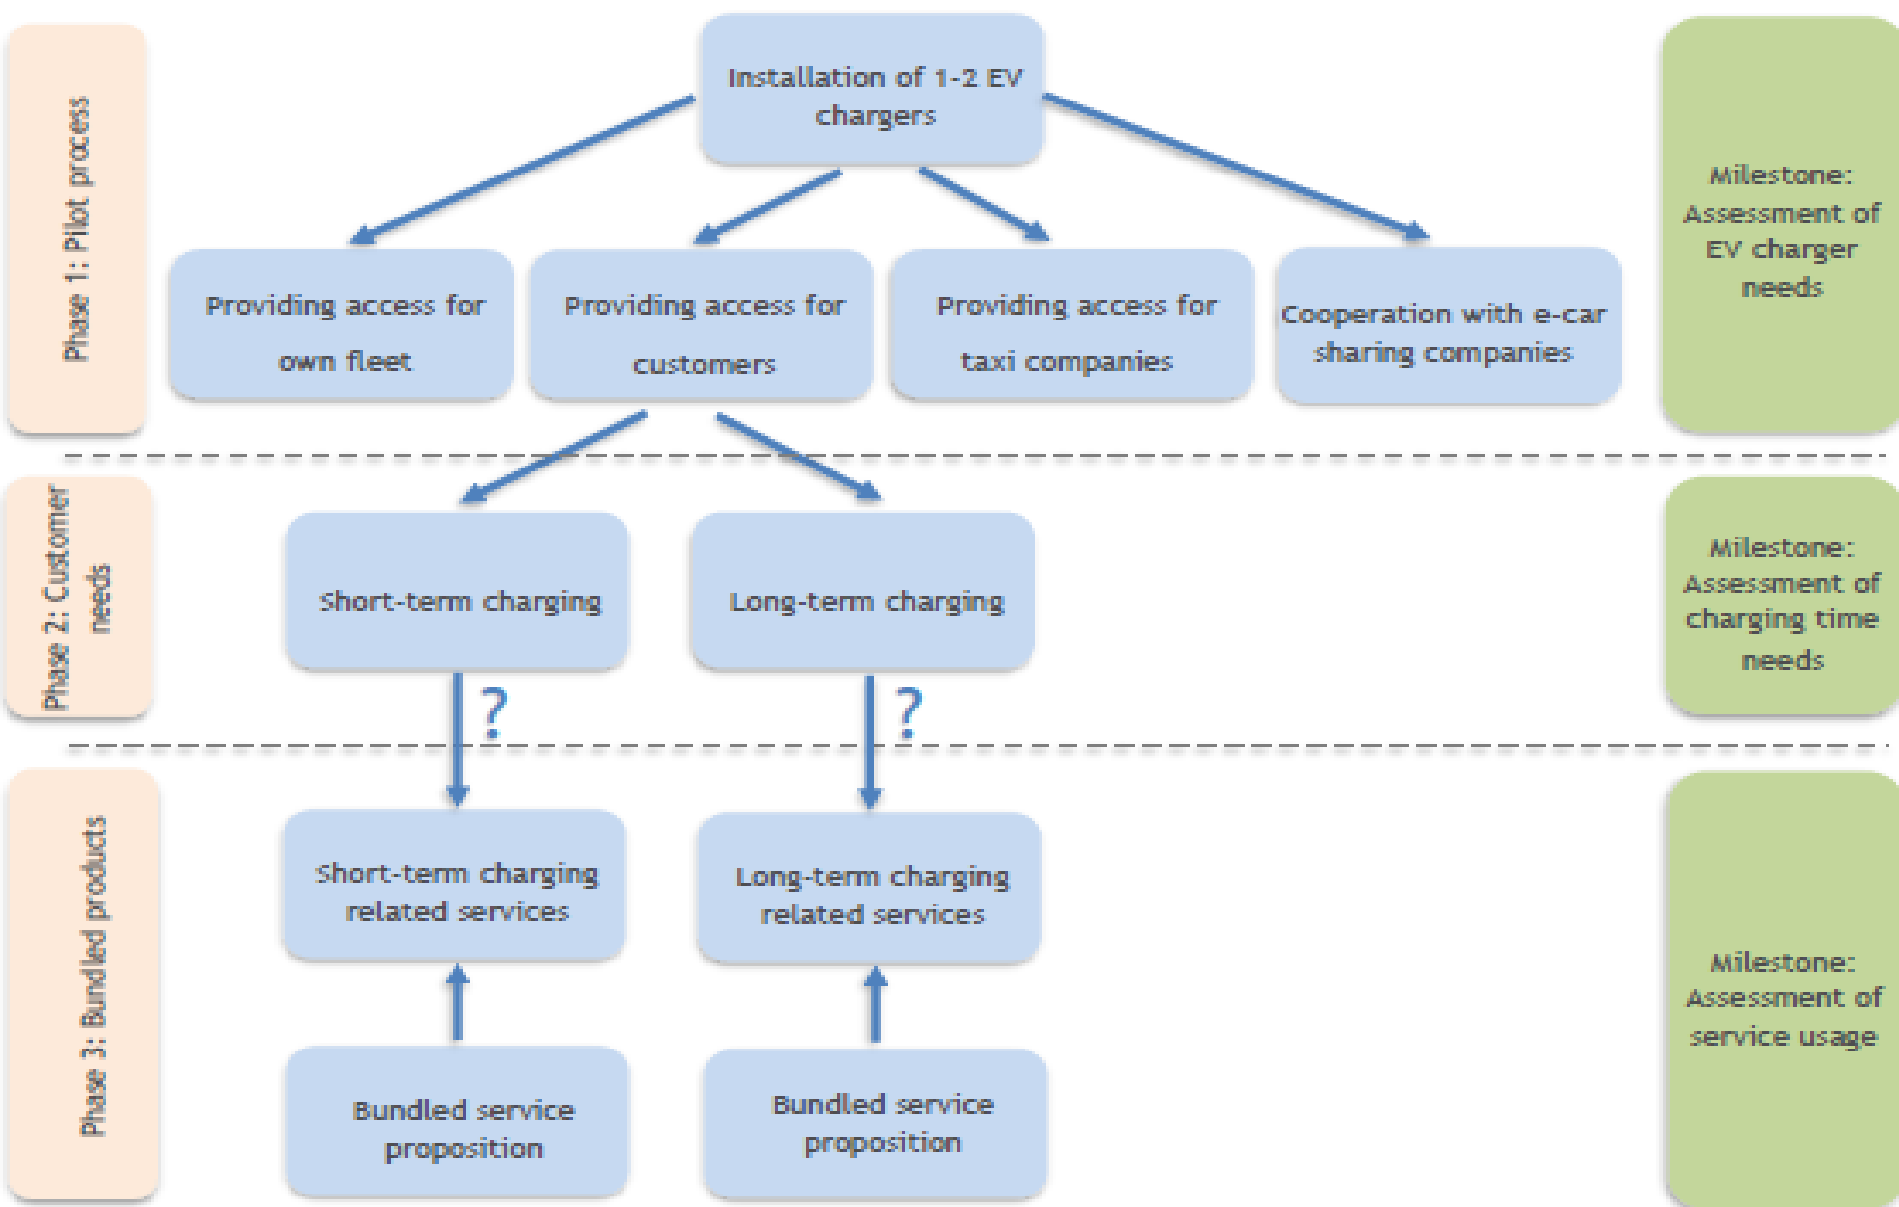 Phase 1: Pilot process
Installation of 1-2 EV
chargers
Providing access for
own fleet
Providing access for
customers
Providing access for
taxi companies
Cooperation with e-car
sharing companies
Milestone:
Assessment of
EV charger
needs
Phase 2: Customer
needs
Short-term charging
Long-term charging
?
?
Milestone:
Assessment of
charging time
needs
Phase 3: Bundled products
Short-term charging
related services
Long-term charging
related services
Bundled service
proposition
Bundled service
proposition
Milestone:
Assessment of
service usage